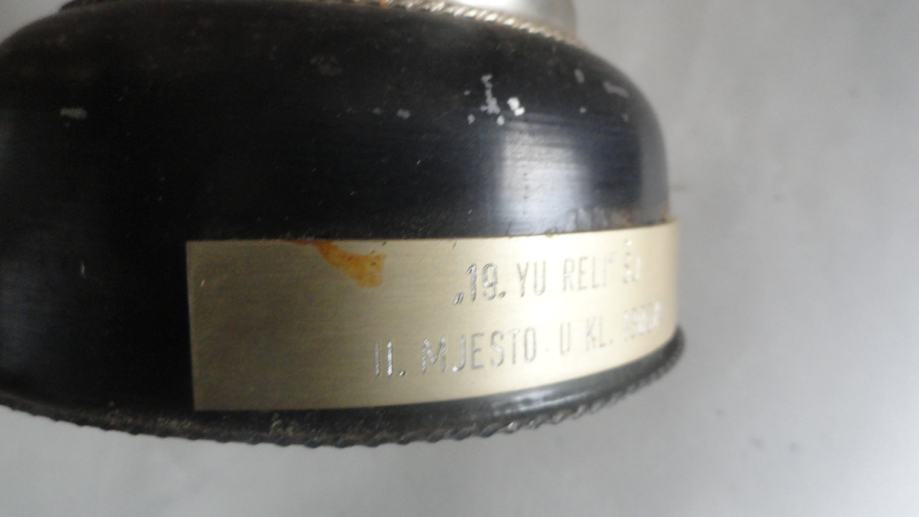 „19. YU RELI"
II. MJESTO U KL.